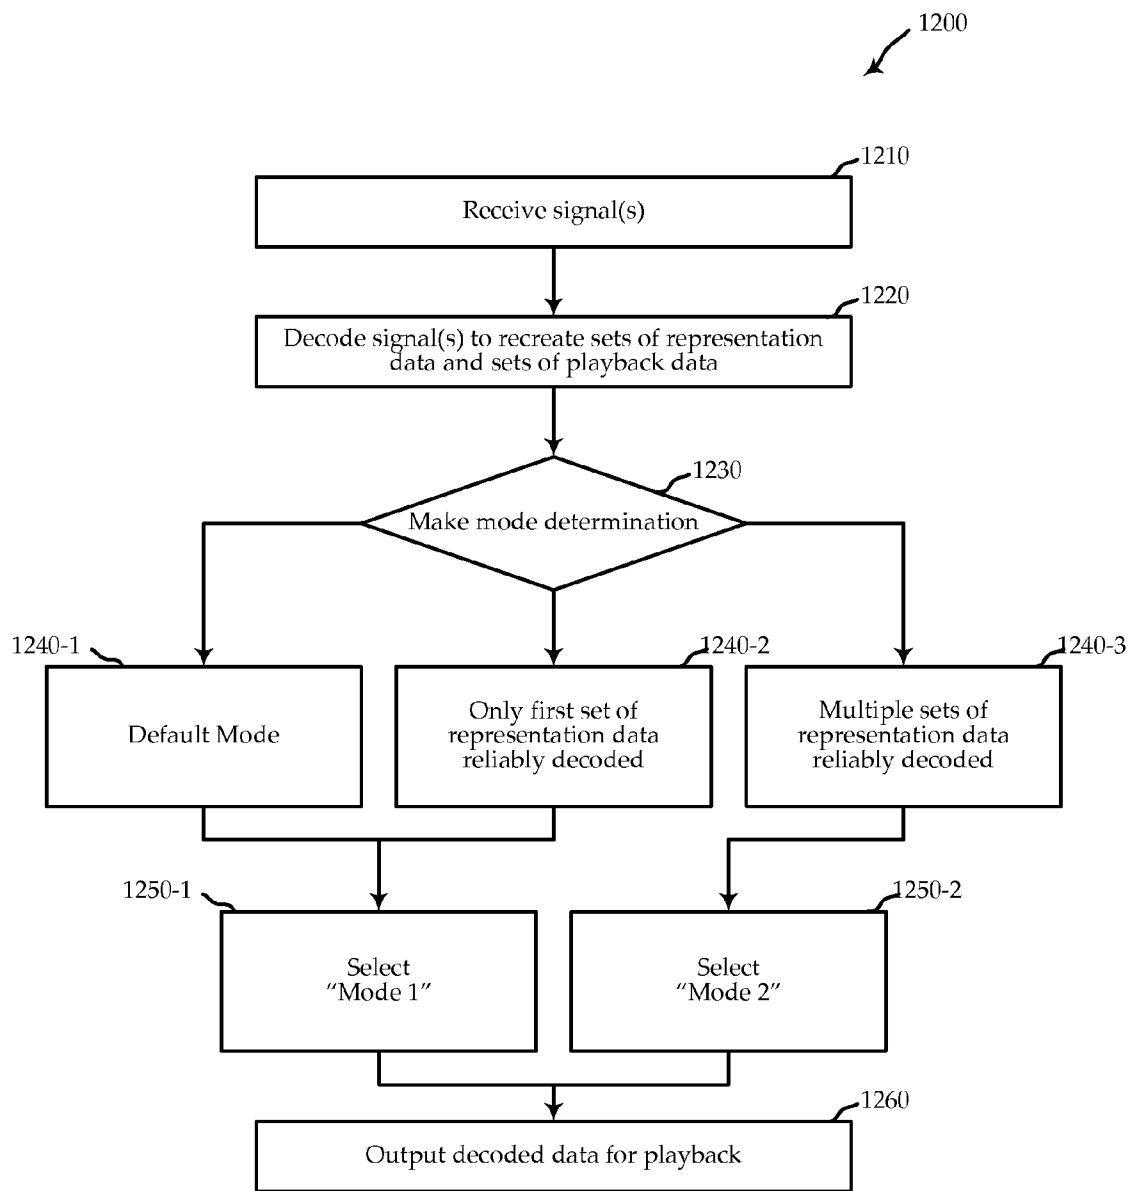 1200
1210
Receive signal(s)
1220
Decode signal(s) to recreate sets of representation
data and sets of playback data
1230
Make mode determination
1240-1
1240-2
1240-3
Default Mode
Only first set of
representation data
reliably decoded
Multiple sets of
representation data
reliably decoded
1250-1
1250-2
Select
“Mode 1”
Select
“Mode 2”
1260
Output decoded data for playback